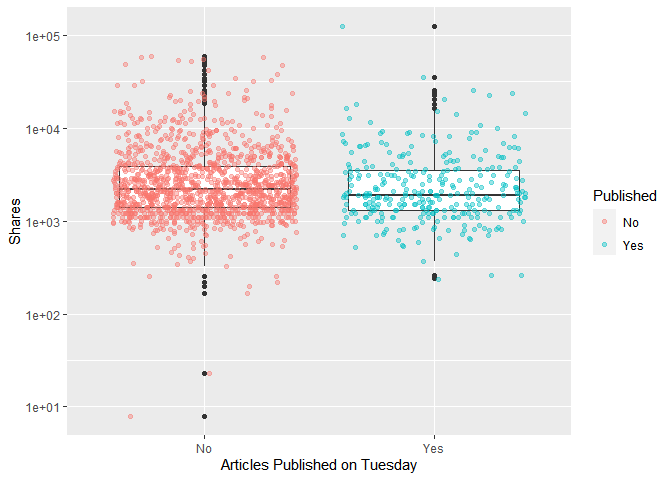 1e+05
1e+04
1e+03
1e+02
1e+01
Shares
No
Yes
Articles Published on Tuesday
Published
No
Yes